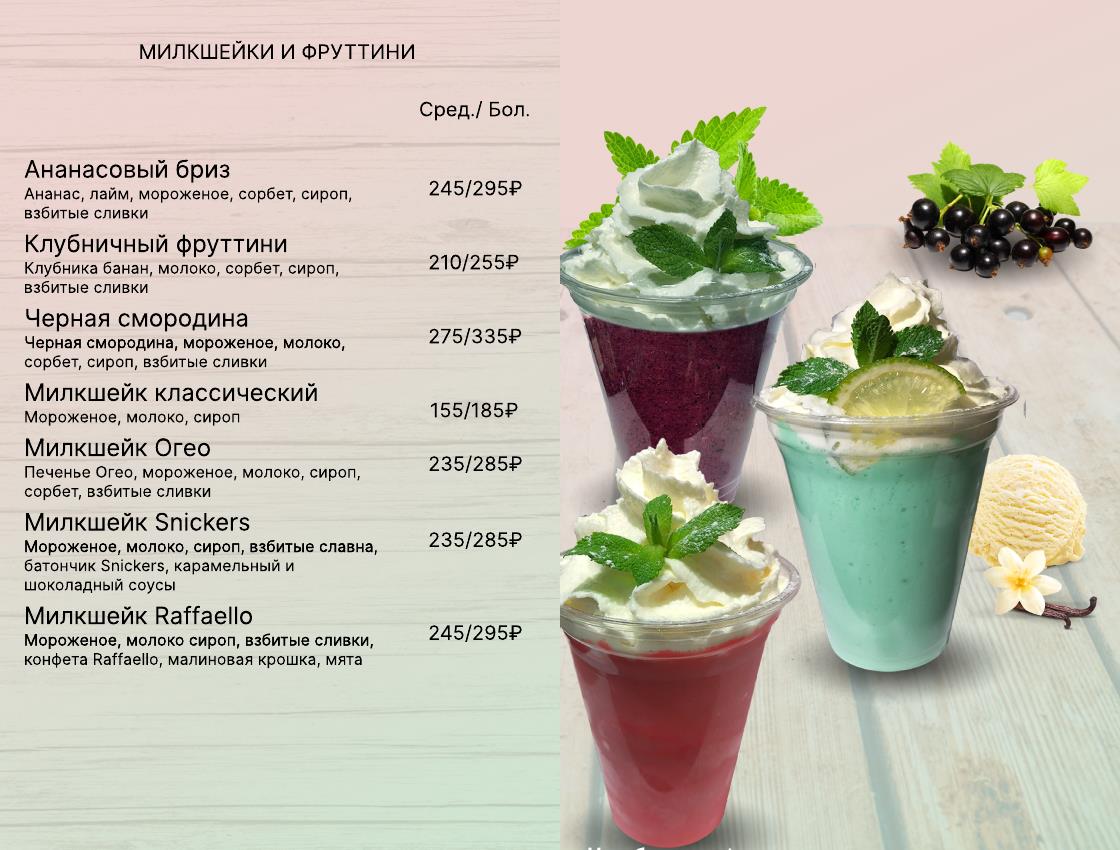 МИЛКШЕЙКИ И ФРУТТИНИ
Сред./ Бол.
Ананасовый бриз
Ананас, лайм, мороженое, сорбет, сироп,
взбитые сливки
245/295₽
Клубничный фруттини
Клубника банан, молоко, сорбет, сироп,
взбитые сливки
210/255₽
Черная смородина
Черная смородина, мороженое, молоко,
сорбет, сироп, взбитые сливки
275/335₽
Милкшейк классический
Мороженое, молоко, сироп
155/185₽
Милкшейк Огео
Печенье Огео, мороженое, молоко, сироп,
сорбет, взбитые сливки
235/285₽
Милкшейк Snickers
Мороженое, молоко, сироп, взбитые славна,
батончик Snickers, карамельный и
шоколадный соусы
235/285₽
Милкшейк Raffaello
Мороженое, молоко сироп, взбитые сливки,
конфета Raffaello, малиновая крошка, мята
245/295₽